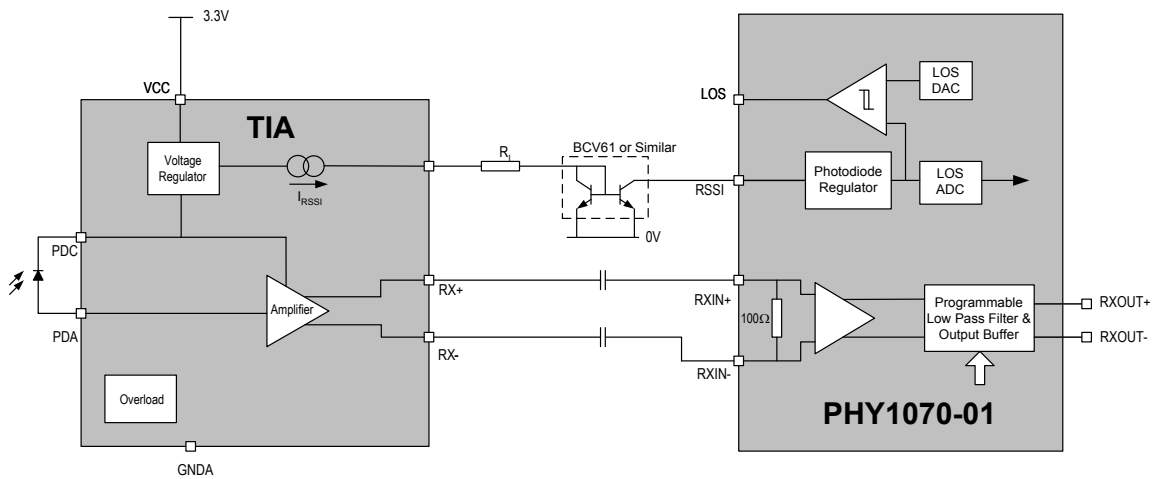 3.3V
VCC
TIA
Voltage
Regulator
IRSSI
PDC
PDA
Amplifier
Overload
GNDA
RX+
RX-
RI
BCV61 or Similar
0V
LOS
LOS
DAC
RSSI
Photodiode
Regulator
LOS
ADC
RXIN+
100Ω
RXIN-
Programmable
Low Pass Filter &
Output Buffer
RXOUT+
RXOUT-
PHY1070-01